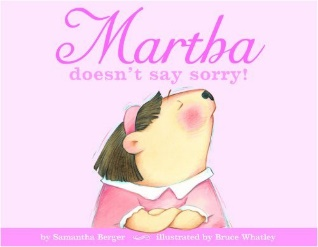 Martha
doesn't say sorry!
by Samantha Berger illustrated by Bruce Whatley